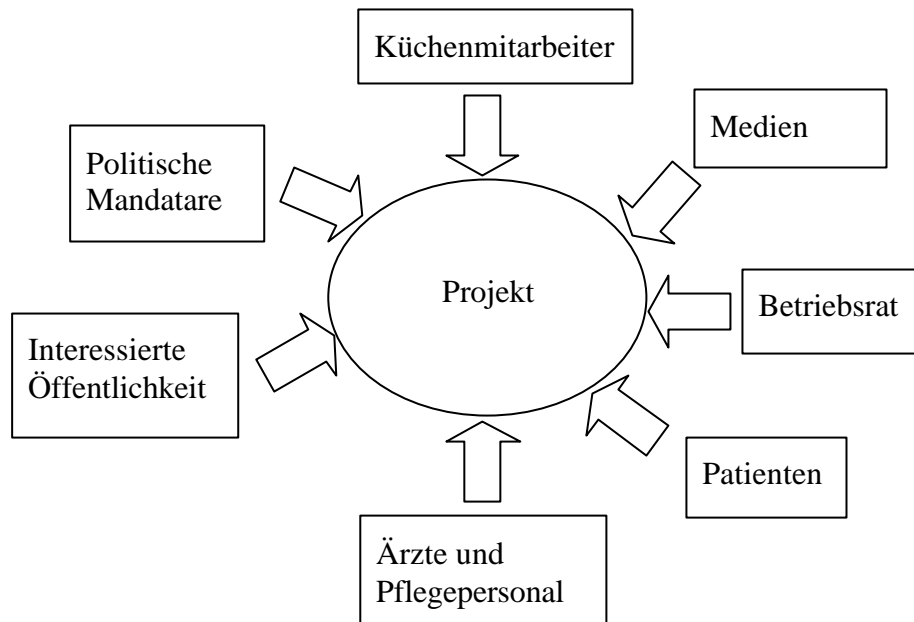 Küchenmitarbeiter
Medien
Politische
Mandatare
Projekt
Betriebsrat
Interessierte
Öffentlichkeit
Patienten
Ärzte und
Pflegepersonal